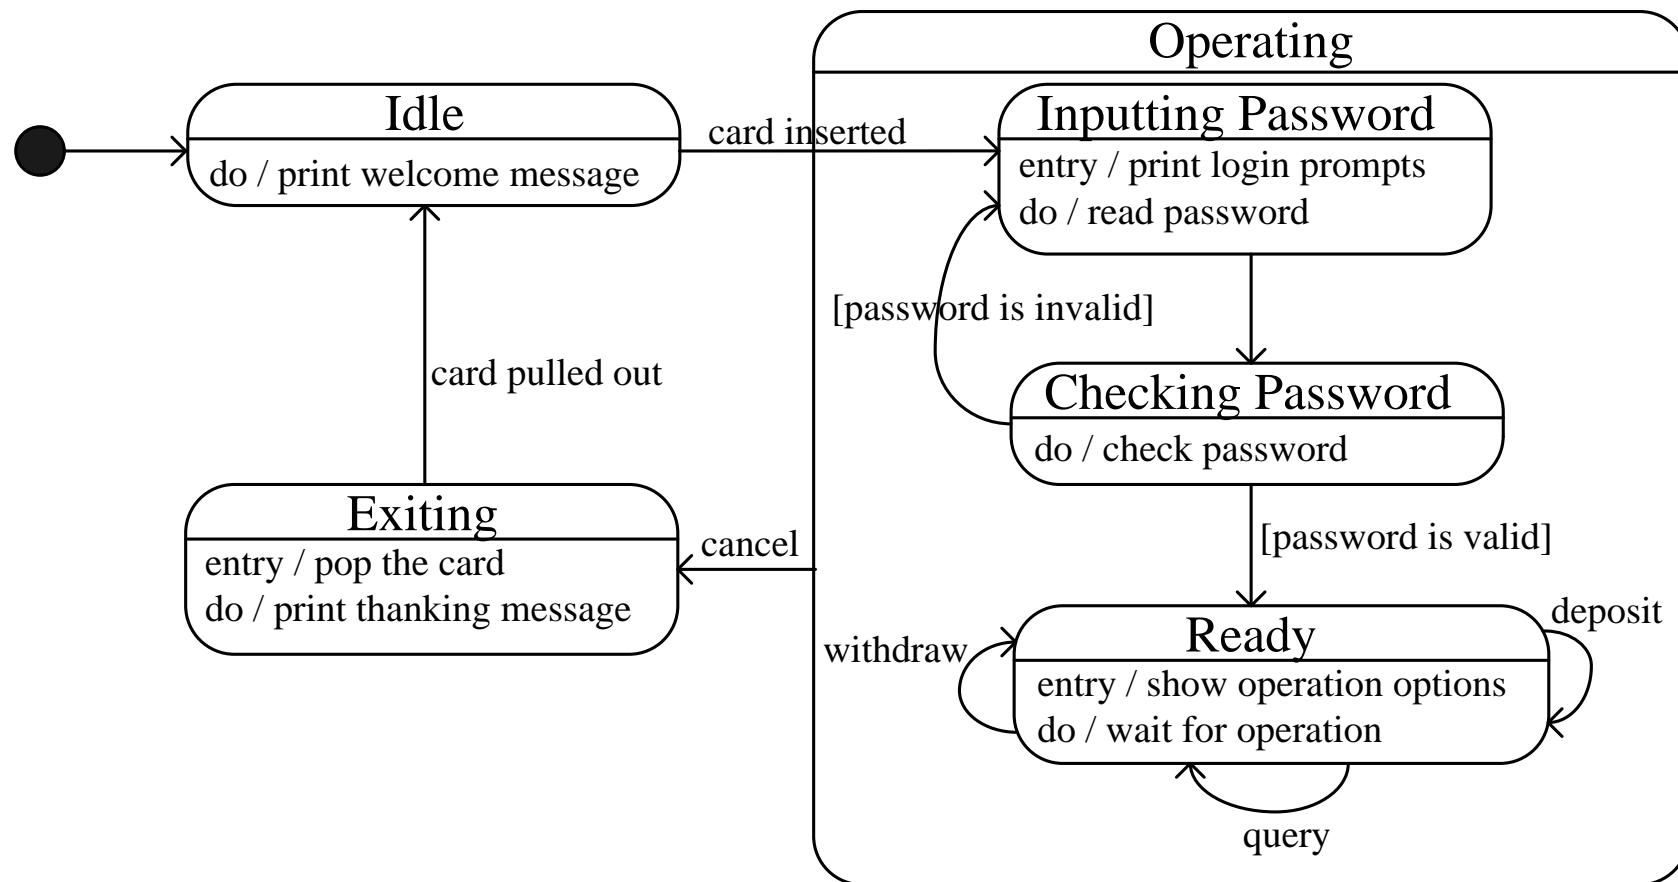 Operating
Idle
do / print welcome message
card inserted
Inputting Password
entry / print login prompts
do / read password
[password is invalid]
card pulled out
Checking Password
do / check password
Exiting
entry / pop the card
do / print thanking message
cancel
[password is valid]
deposit
withdraw
Ready
entry / show operation options
do / wait for operation
query